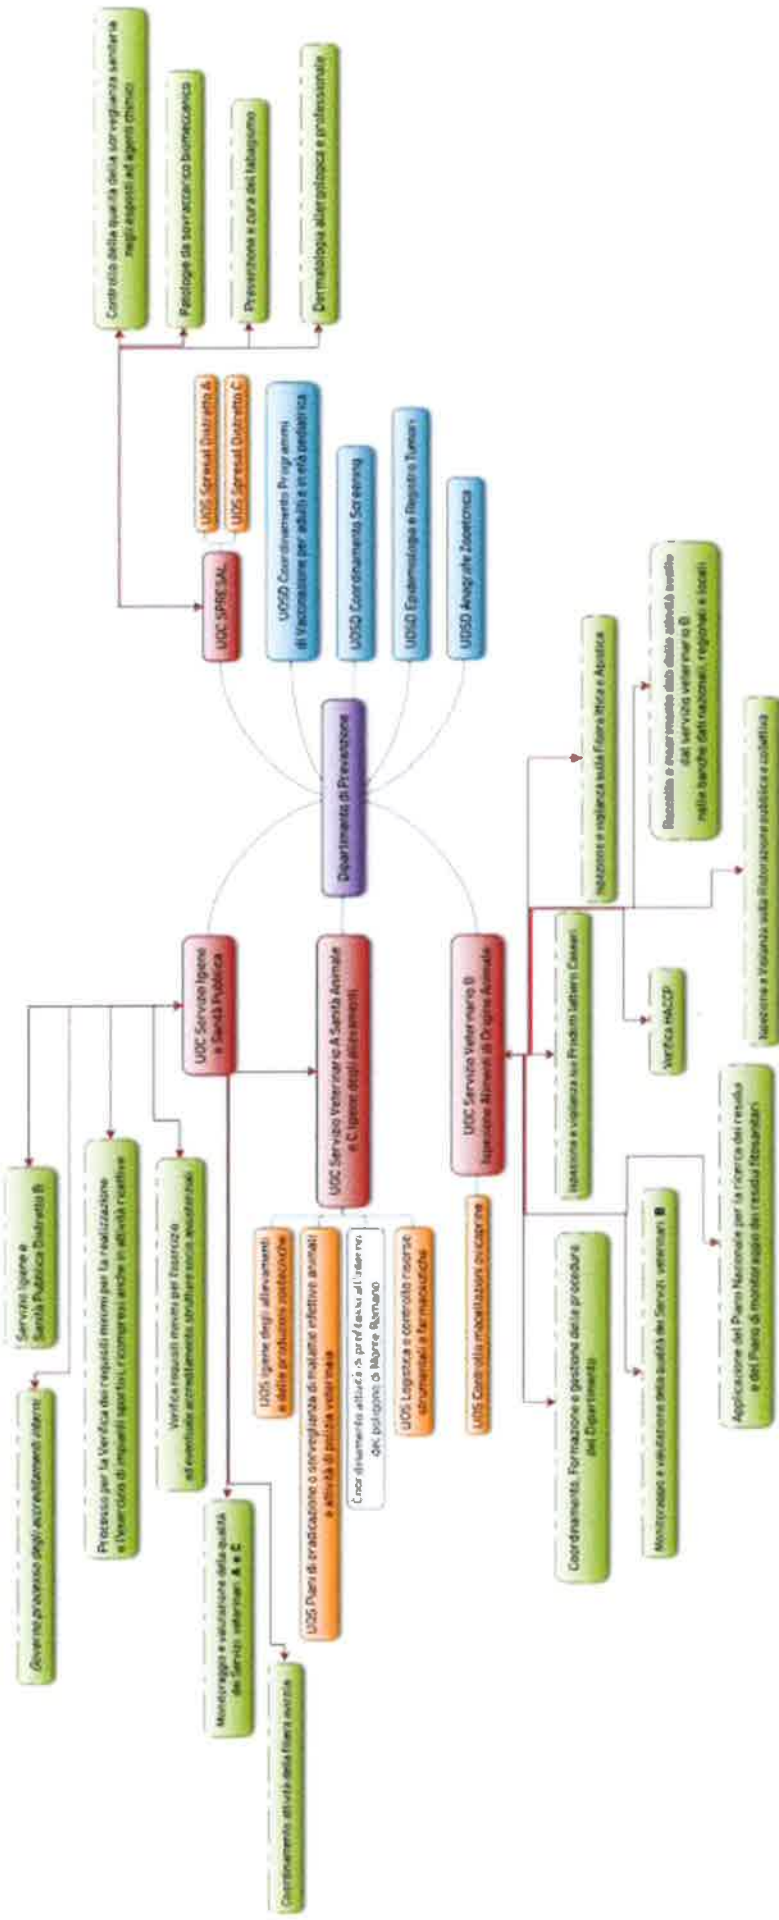 Controllo della qualità della sorveglianza sanitaria
negli esposti ad agenti chimici
Patologie da sovraccarico biomeccanico
Prevenzione e cura del tabagismo
Dermatologia allergologica e professionale
UOS Spresal Distretto A
UOS Spresal Distretto C
UOC SPRESAL
UOSD Coordinamento Programmi
di Vaccinazione per adulti e in età pediatrica
UOSD Coordinamento Screening
UOSD Epidemiologia e Registro Tumori
UOSD Anagrafe Zootecnica
Dipartimento di Prevenzione
UOC Servizio Igiene
e Sanità Pubblica
UOC Servizio Veterinario A Sanità Animale
e C Igiene degli allevamenti
UOC Servizio Veterinario B
Ispezione Alimenti di Origine Animale
Servizio Igiene e
Sanità Pubblica Distretto B
Governo processo degli accreditamenti interni
Processo per la Verifica dei requisiti minimi per la realizzazione
e l'esercizio di impianti sportivi, ricompresi anche in attività ricettive
Verifica requisiti minimi per l'esercizio
ed eventuale accreditamento strutture socio assistenziali
Monitoraggio e valutazione della qualità
dei Servizi veterinari A e C
Coordinamento attività della filiera suicola
UOS Igiene degli allevamenti
e delle produzioni zootecniche
UOS Piani di eradicazione o sorveglianza di malattie infettive animali
e attività di polizia veterinaria
Coordinamento attività
del poligono di Monte Romano
UOS Logistica e controllo risorse
strumentali e farmaceutiche
UOS Controllo macellazioni ovicaprine
Ispezione e vigilanza sulla Filiera Ittica e Apistica
Raccolta e inserimento dati delle attività svolte
dal servizio veterinario B
nelle banche dati nazionali, regionali e locali
Ispezione e Vigilanza sulla Ristorazione pubblica e collettiva
Ispezione e vigilanza sui Prodotti lattiero Caseari
Verifica HACCP
Coordinamento, Formazione e gestione delle procedure
del Dipartimento
Monitoraggio e valutazione della qualità dei Servizi veterinari B
Applicazione del Piano Nazionale per la ricerca dei residui
e del Piano di monitoraggio dei residui fitosanitari